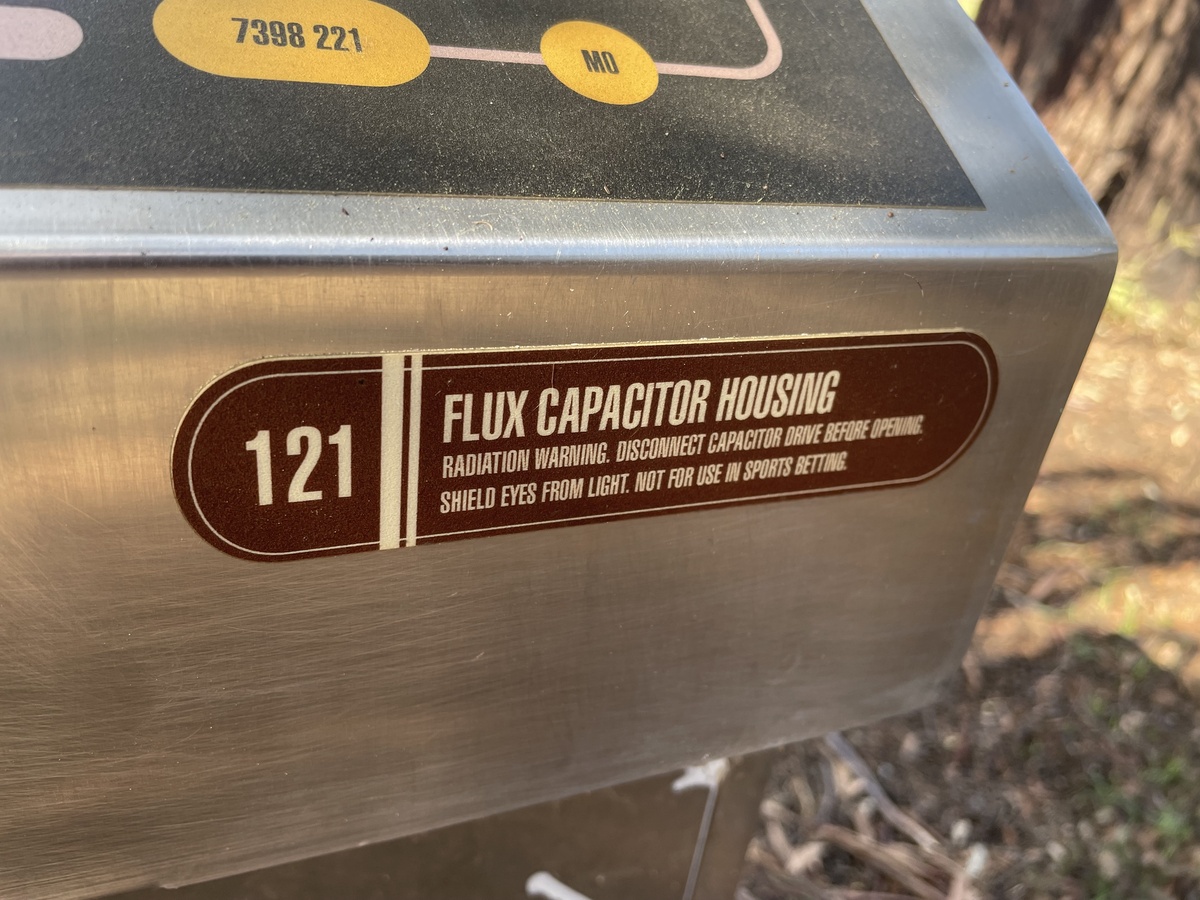 7398 221
MO
121
FLUX CAPACITOR HOUSING
RADIATION WARNING. DISCONNECT CAPACITOR DRIVE BEFORE OPENING.
SHIELD EYES FROM LIGHT. NOT FOR USE IN SPORTS BETTING.